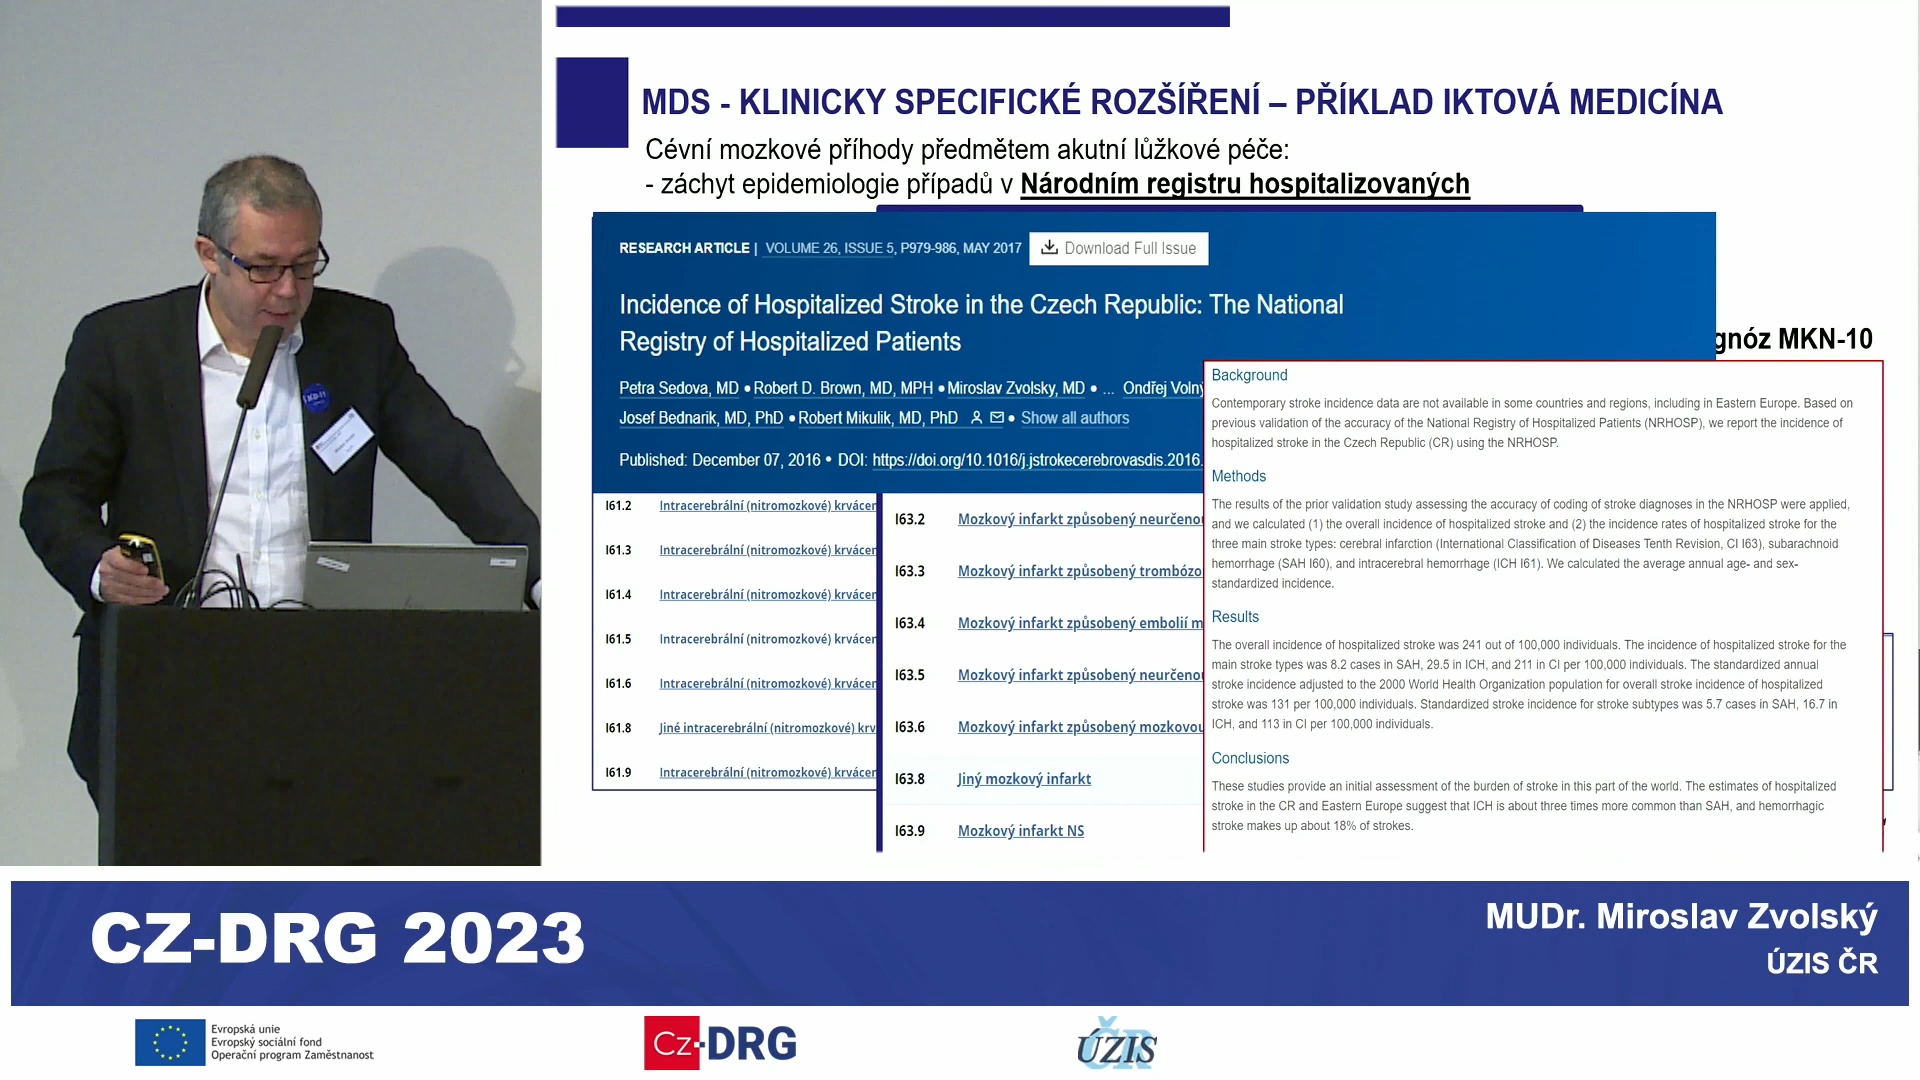 MDS - KLINICKY SPECIFICKÉ ROZŠÍŘENÍ – PŘÍKLAD IKTOVÁ MEDICÍNA
Cévní mozkové příhody předmětem akutní lůžkové péče:
- záchyt epidemiologie případů v Národním registru hospitalizovaných
RESEARCH ARTICLE | VOLUME 26, ISSUE 5, P979-986, MAY 2017
Download Full Issue
Incidence of Hospitalized Stroke in the Czech Republic: The National
Registry of Hospitalized Patients
Petra Sedova, MD • Robert D. Brown, MD, MPH • Miroslav Zvolsky, MD • ... Ondřej Volný
Josef Bednarik, MD, PhD • Robert Mikulik, MD, PhD • Show all authors
Published: December 07, 2016 • DOI: https://doi.org/10.1016/j.jstrokecerebrovasdis.2016.
gnóz MKN-10
I61.2 Intracerebrální (nitromozkové) krvácen
I61.3 Intracerebrální (nitromozkové) krvácen
I61.4 Intracerebrální (nitromozkové) krvácen
I61.5 Intracerebrální (nitromozkové) krvácen
I61.6 Intracerebrální (nitromozkové) krvácen
I61.8 Jiné intracerebrální (nitromozkové) krv
I61.9 Intracerebrální (nitromozkové) krvácen
I63.2 Mozkový infarkt způsobený neurčenou
I63.3 Mozkový infarkt způsobený trombózo
I63.4 Mozkový infarkt způsobený embolií m
I63.5 Mozkový infarkt způsobený neurčenou
I63.6 Mozkový infarkt způsobený mozkovou
I63.8 Jiný mozkový infarkt
I63.9 Mozkový infarkt NS
Background
Contemporary stroke incidence data are not available in some countries and regions, including in Eastern Europe. Based on
previous validation of the accuracy of the National Registry of Hospitalized Patients (NRHOSP), we report the incidence of
hospitalized stroke in the Czech Republic (CR) using the NRHOSP.
Methods
The results of the prior validation study assessing the accuracy of coding of stroke diagnoses in the NRHOSP were applied,
and we calculated (1) the overall incidence of hospitalized stroke and (2) the incidence rates of hospitalized stroke for the
three main stroke types: cerebral infarction (International Classification of Diseases Tenth Revision, CI I63), subarachnoid
hemorrhage (SAH I60), and intracerebral hemorrhage (ICH I61). We calculated the average annual age- and sex-
standardized incidence.
Results
The overall incidence of hospitalized stroke was 241 out of 100,000 individuals. The incidence of hospitalized stroke for the
main stroke types was 8.2 cases in SAH, 29.5 in ICH, and 211 in CI per 100,000 individuals. The standardized annual
stroke incidence adjusted to the 2000 World Health Organization population for overall stroke incidence of hospitalized
stroke was 131 per 100,000 individuals. Standardized stroke incidence for stroke subtypes was 5.7 cases in SAH, 16.7 in
ICH, and 113 in CI per 100,000 individuals.
Conclusions
These studies provide an initial assessment of the burden of stroke in this part of the world. The estimates of hospitalized
stroke in the CR and Eastern Europe suggest that ICH is about three times more common than SAH, and hemorrhagic
stroke makes up about 18% of strokes.
CZ-DRG 2023
MUDr. Miroslav Zvolský
ÚZIS ČR
Evropská unie
Evropský sociální fond
Operační program Zaměstnanost
CZ-DRG
ÚZIS
ČR